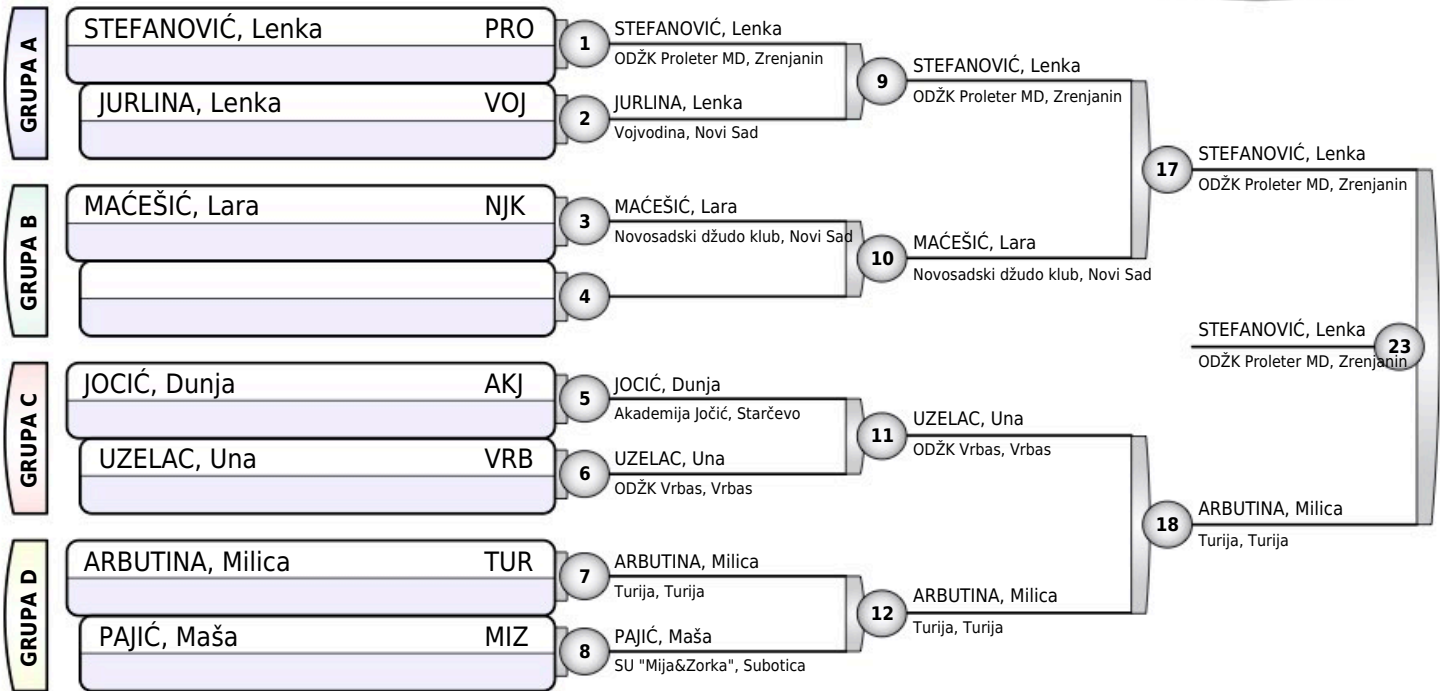 GRUPA A
STEFANOVIĆ, Lenka PRO
JURLINA, Lenka VOJ
1
STEFANOVIĆ, Lenka
ODŽK Proleter MD, Zrenjanin
2
JURLINA, Lenka
Vojvodina, Novi Sad
9
STEFANOVIĆ, Lenka
ODŽK Proleter MD, Zrenjanin
GRUPA B
MAĆEŠIĆ, Lara NJK
3
MAĆEŠIĆ, Lara
Novosadski džudo klub, Novi Sad
4
10
MAĆEŠIĆ, Lara
Novosadski džudo klub, Novi Sad
17
STEFANOVIĆ, Lenka
ODŽK Proleter MD, Zrenjanin
GRUPA C
JOCIĆ, Dunja AKJ
UZELAC, Una VRB
5
JOCIĆ, Dunja
Akademija Jočić, Starčevo
6
UZELAC, Una
ODŽK Vrbas, Vrbas
11
UZELAC, Una
ODŽK Vrbas, Vrbas
GRUPA D
ARBUTINA, Milica TUR
PAJIĆ, Maša MIZ
7
ARBUTINA, Milica
Turija, Turija
8
PAJIĆ, Maša
SU "Mija&Zorka", Subotica
12
ARBUTINA, Milica
Turija, Turija
18
ARBUTINA, Milica
Turija, Turija
STEFANOVIĆ, Lenka
23
ODŽK Proleter MD, Zrenjanin